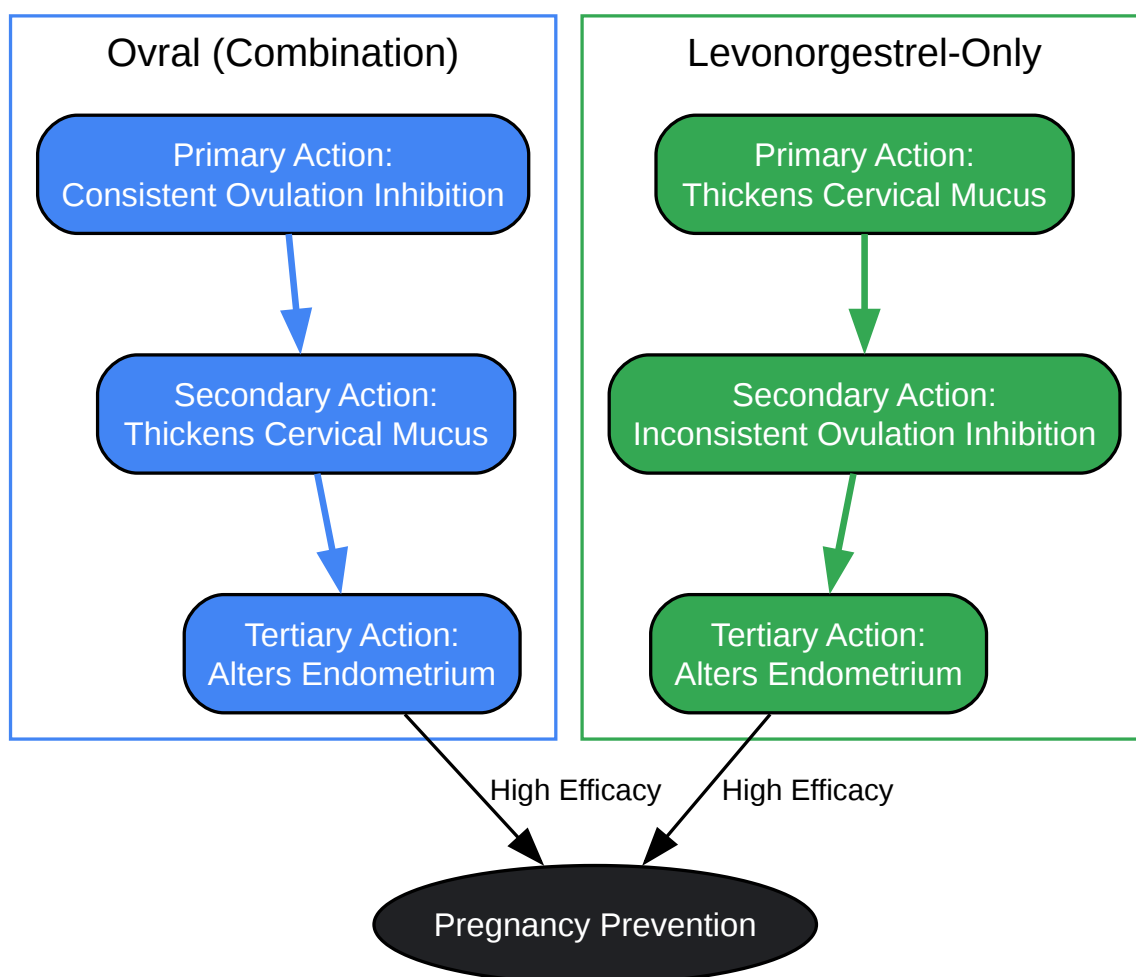 Ovral (Combination)
Primary Action:
Consistent Ovulation Inhibition
Secondary Action:
Thickens Cervical Mucus
Tertiary Action:
Alters Endometrium
Levonorgestrel-Only
Primary Action:
Thickens Cervical Mucus
Secondary Action:
Inconsistent Ovulation Inhibition
Tertiary Action:
Alters Endometrium
High Efficacy
High Efficacy
Pregnancy Prevention